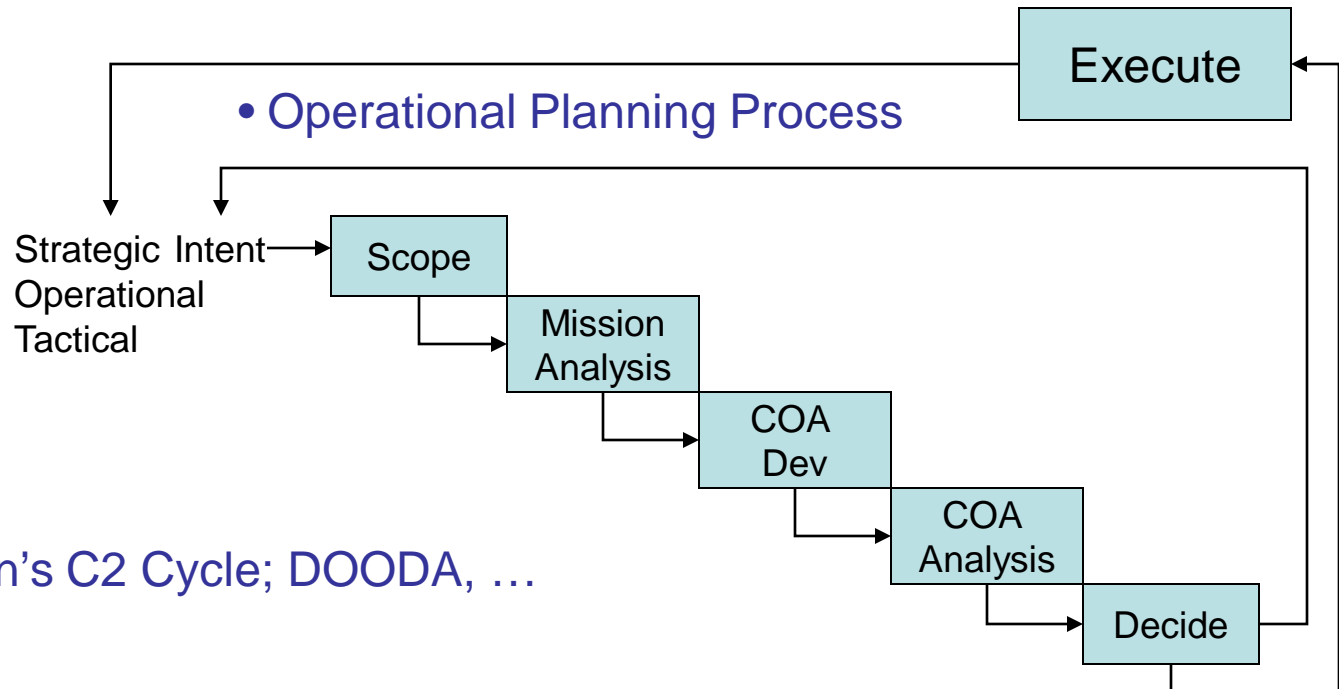 Execute
• Operational Planning Process
Strategic Intent
Operational
Tactical
Scope
Mission
Analysis
COA
Dev
COA
Analysis
n's C2 Cycle; DOODA, …
Decide